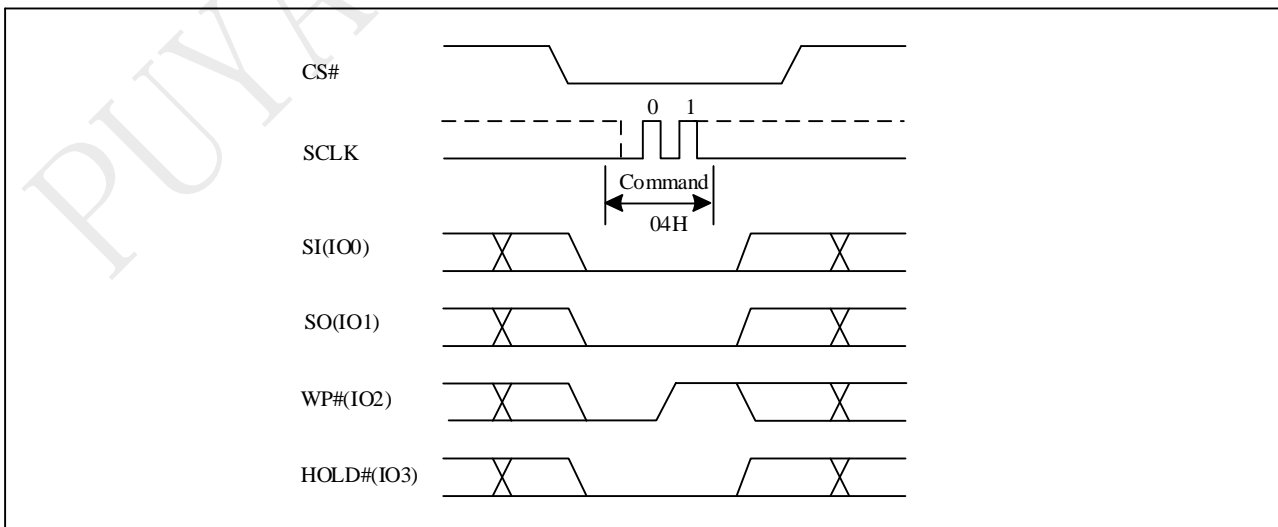 PUYA
CS#
0 1
SCLK
Command
04H
SI(IO0)
SO(IO1)
WP#(IO2)
HOLD#(IO3)